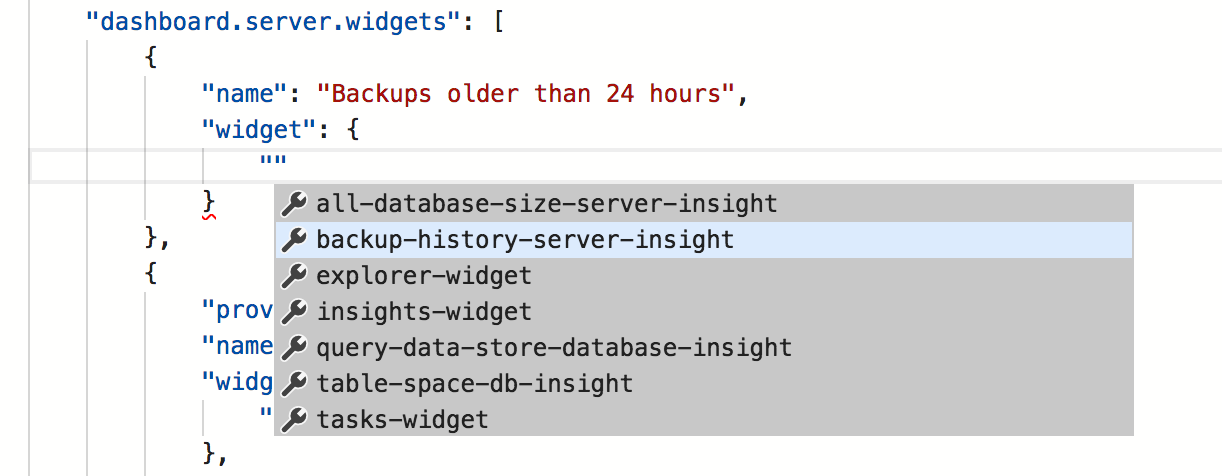 "dashboard.server.widgets": [
{
"name": "Backups older than 24 hours",
"widget": {
""
}
all-database-size-server-insight
},
backup-history-server-insight
{
explorer-widget
"prov
insights-widget
"name
query-data-store-database-insight
"widg
table-space-db-insight
"
tasks-widget
},